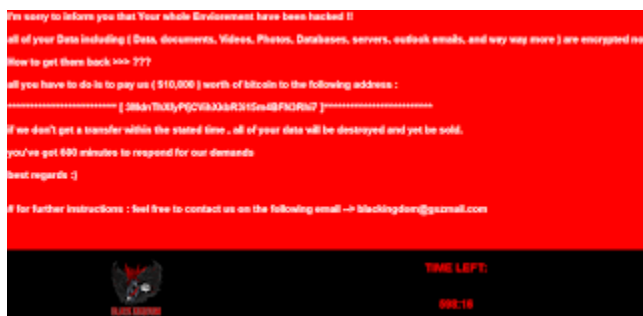 I'm sorry to inform you that Your whole Enviorement have been hacked !!
all of your Data including ( Data, documents, Videos, Photos, Databases, servers, outlook emails, and way way more ) are encrypted
How to get them back >>> ???
all you have to do is to pay us ( $10,000 ) worth of bitcoin to the following address :
if we don't get a transfer within the stated time , all of your data will be destroyed and yet be sold.
you've got 600 minutes to respond for our demands
best regards :)
# for further instructions : feel free to contact us on the following email --> blackingdom@gszmail.com
TIME LEFT:
BLACK KINGDOM